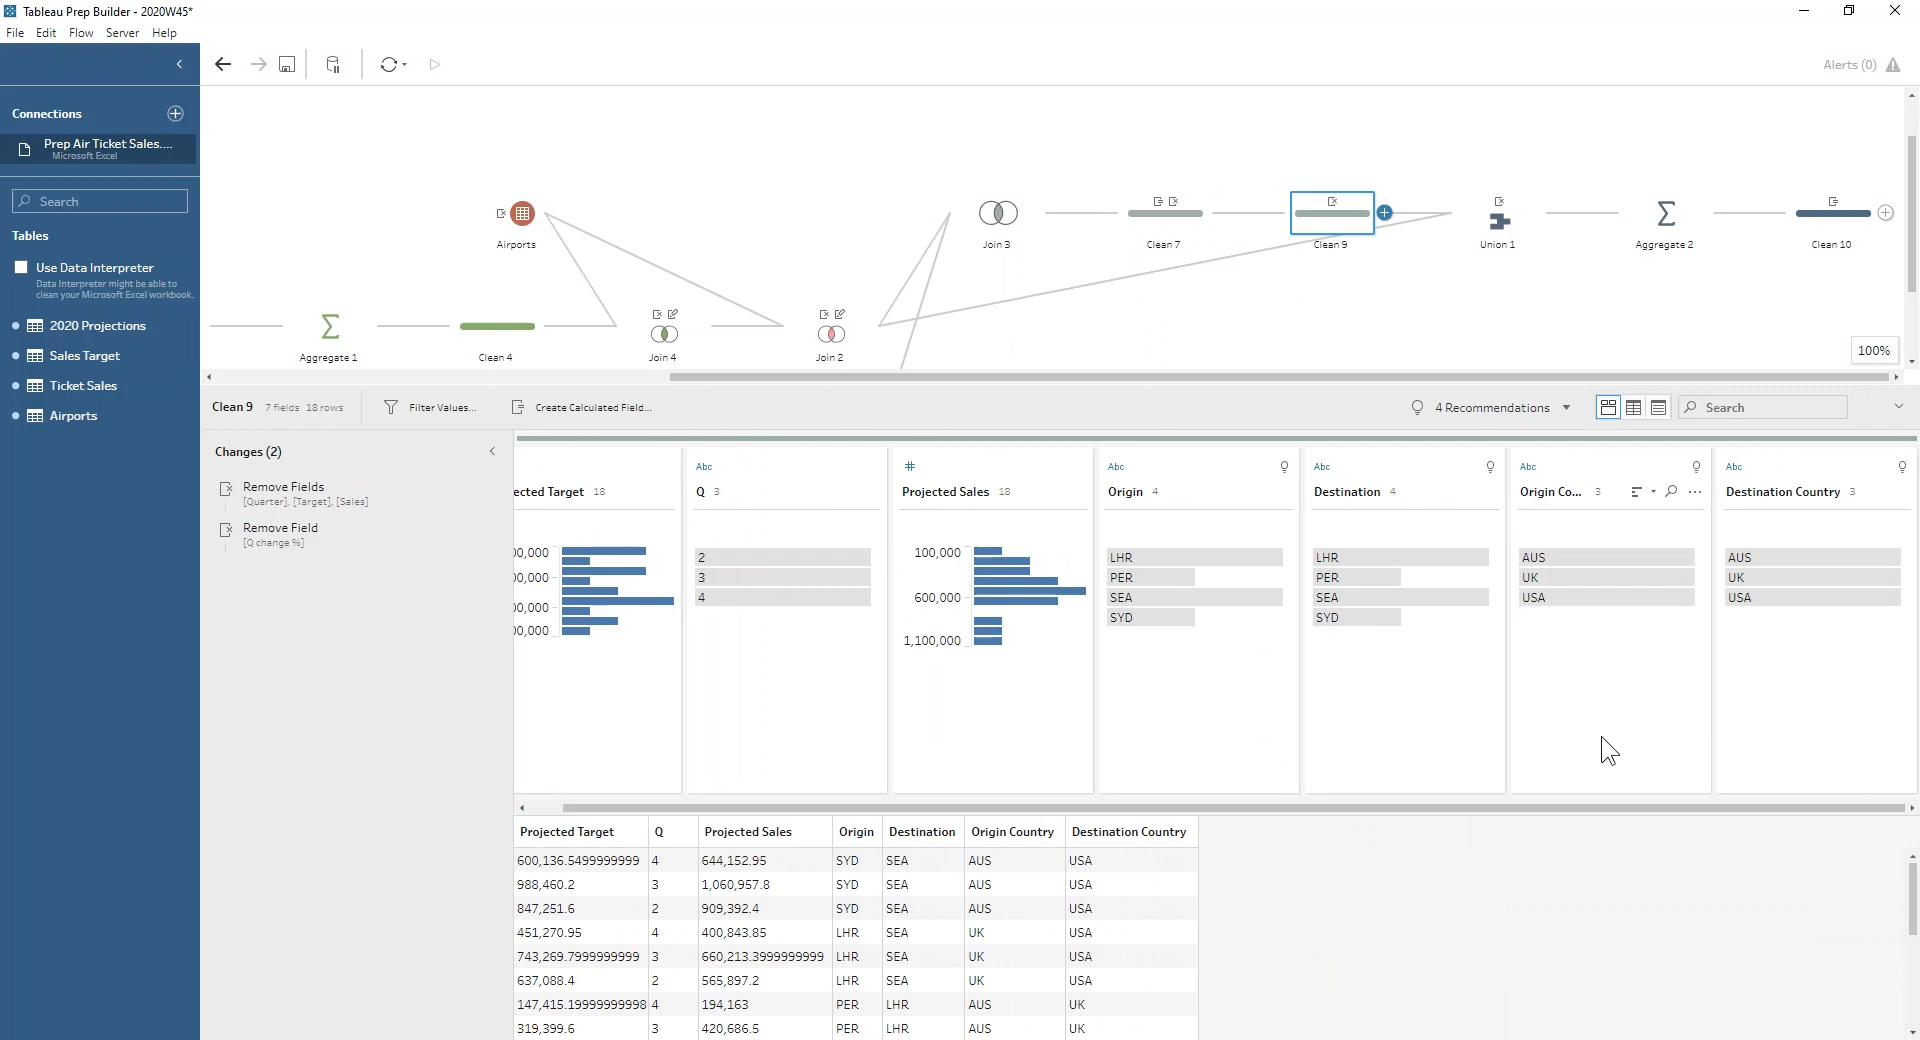 Tableau Prep Builder - 2020W45*
File Edit Flow Server Help
Alerts (0)
Connections
Prep Air Ticket Sales....
Microsoft Excel
Search
Tables
Use Data Interpreter
Data Interpreter might be able to
clean your Microsoft Excel workbook.
2020 Projections
Sales Target
Ticket Sales
Airports
Airports
Join 3
Clean 7
Clean 9
Union 1
Aggregate 2
Clean 10
Aggregate 1
Clean 4
Join 4
Join 2
100%
Clean 9 7 fields 18 rows Filter Values... Create Calculated Field... 4 Recommendations Search
Changes (2)
Remove Fields
[Quarter], [Target], [Sales]
Remove Field
[Q change %]
ected Target 18
00,000
00,000
00,000
00,000
Abc
Q 3
2
3
4
#
Projected Sales 18
100,000
600,000
1,100,000
Abc
Origin 4
LHR
PER
SEA
SYD
Abc
Destination 4
LHR
PER
SEA
SYD
Abc
Origin Co... 3
AUS
UK
USA
Abc
Destination Country 3
AUS
UK
USA
Projected Target Q Projected Sales Origin Destination Origin Country Destination Country
600,136.5499999999 4 644,152.95 SYD SEA AUS USA
988,460.2 3 1,060,957.8 SYD SEA AUS USA
847,251.6 2 909,392.4 SYD SEA AUS USA
451,270.95 4 400,843.85 LHR SEA UK USA
743,269.7999999999 3 660,213.3999999999 LHR SEA UK USA
637,088.4 2 565,897.2 LHR SEA UK USA
147,415.19999999998 4 194,163 PER LHR AUS UK
319,399.6 3 420,686.5 PER LHR AUS UK